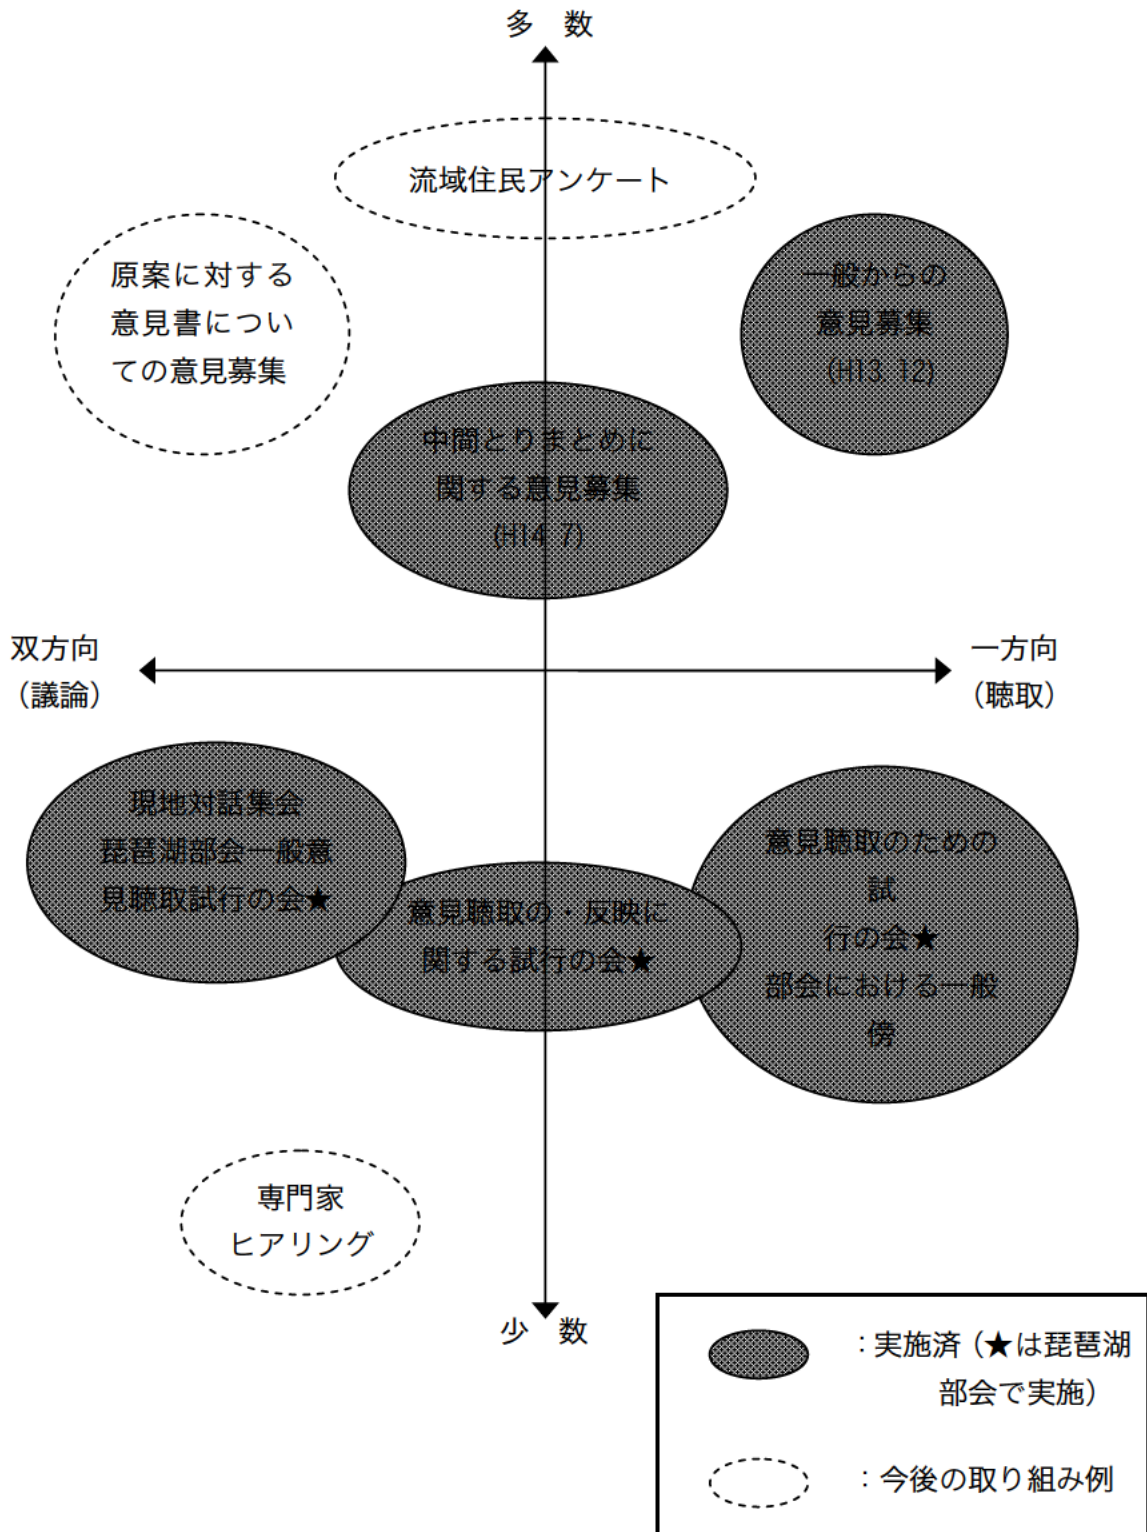 多　数
流域住民アンケート
原案に対する
意見書につい
ての意見募集
一般からの
意見募集
(H13. 12)
中間とりまとめに
関する意見募集
(H14. 7)
双方向
（議論）
一方向
（聴取）
現地対話集会
琵琶湖部会一般意
見聴取試行の会★
意見聴取の・反映に
関する試行の会★
意見聴取のための
試
行の会★
部会における一般
傍
専門家
ヒアリング
少　数
：実施済（★は琵琶湖
部会で実施）
：今後の取り組み例